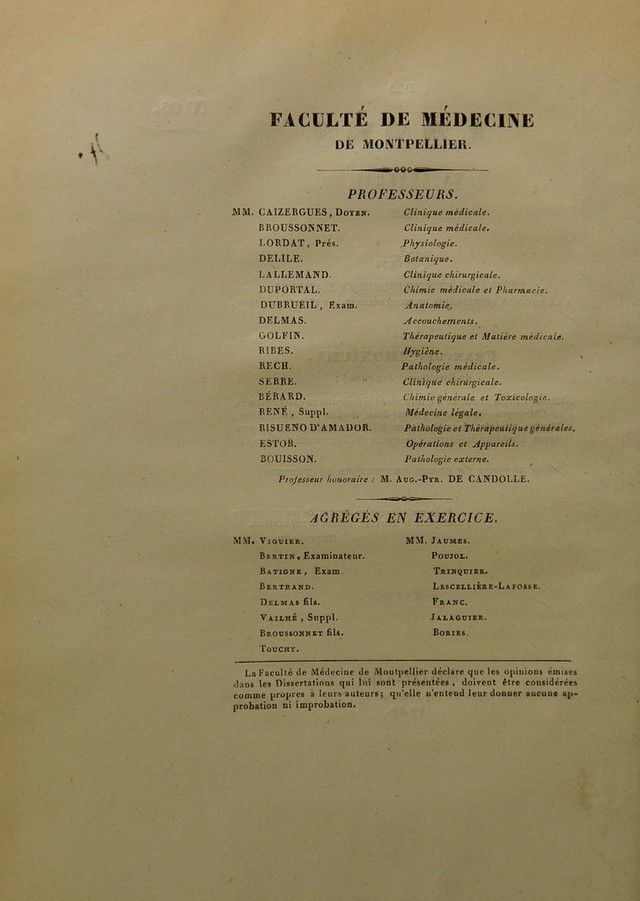 FACULTÉ DE MÉDECINE
DE MONTPELLIER.
PROFESSEURS.
MM. CAIZERGUES, DOYEN. Clinique médicale.
BROUSSONNET. Clinique médicale.
LORDAT, Prés. Physiologie.
DELILE. Botanique.
LALLEMAND. Clinique chirurgicale.
DUPORTAL. Chimie médicale et Pharmacie.
DUBRUEIL, Exam. Anatomie.
DELMAS. Accouchements.
GOLFIN. Thérapeutique et Matière médicale.
RIBES. Hygiène.
RECH. Pathologie médicale.
SERRE. Clinique chirurgicale.
BÉRARD. Chimie générale et Toxicologie.
RENÉ, Suppl. Médecine légale.
RISUENO D'AMADOR. Pathologie et Thérapeutique générales.
ESTOR. Opérations et Appareils.
BOUISSON. Pathologie externe.
Professeur honoraire : M. AUG.-PYR. DE CANDOLLE.
AGRÉGÉS EN EXERCICE.
MM. VIGUIER. MM. JAUMES.
BERTIN, Examinateur. POUJOL.
BATIGNE, Exam. TRINQUIER.
BERTRAND. LESCELLIÈRE-LAFOSSE.
DELMAS fils. FRANC.
VAILHÉ, Suppl. JALAGUIER.
BROUSSONNET fils. BORIES.
TOUCHY.
La Faculté de Médecine de Montpellier déclare que les opinions émises
dans les Dissertations qui lui sont présentées, doivent être considérées
comme propres à leurs auteurs; qu'elle n'entend leur donner aucune ap-
probation ni improbation.